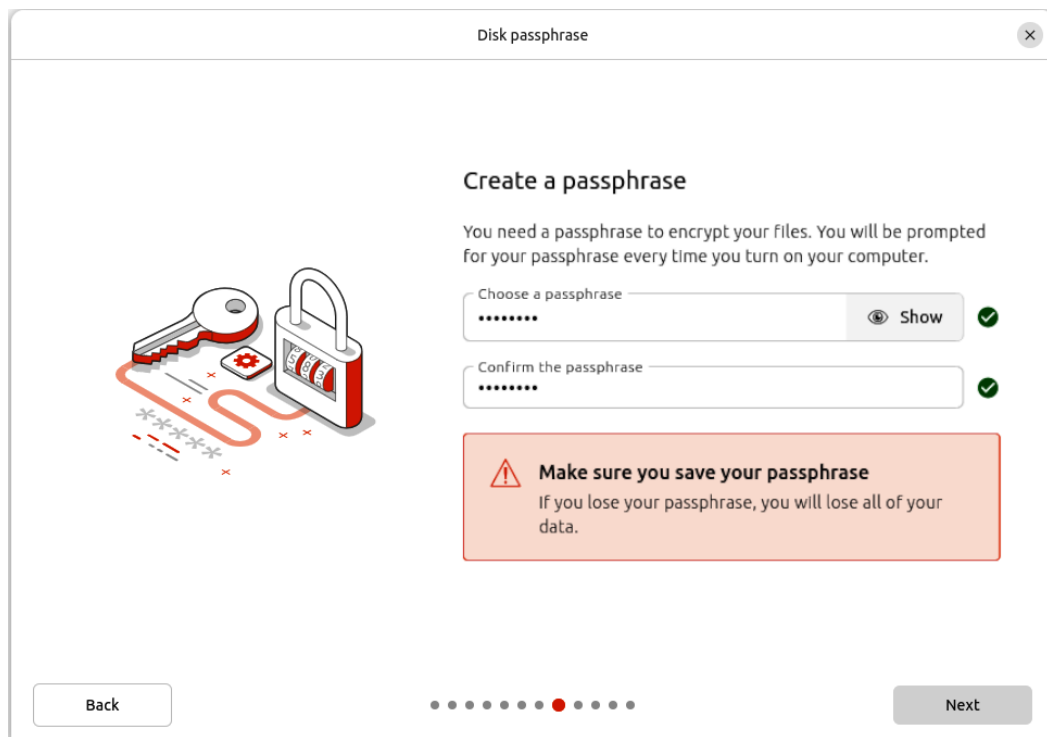 Disk passphrase
Create a passphrase
You need a passphrase to encrypt your files. You will be prompted
for your passphrase every time you turn on your computer.
Choose a passphrase
••••••••
Show
Confirm the passphrase
••••••••
Make sure you save your passphrase
If you lose your passphrase, you will lose all of your
data.
Back
Next